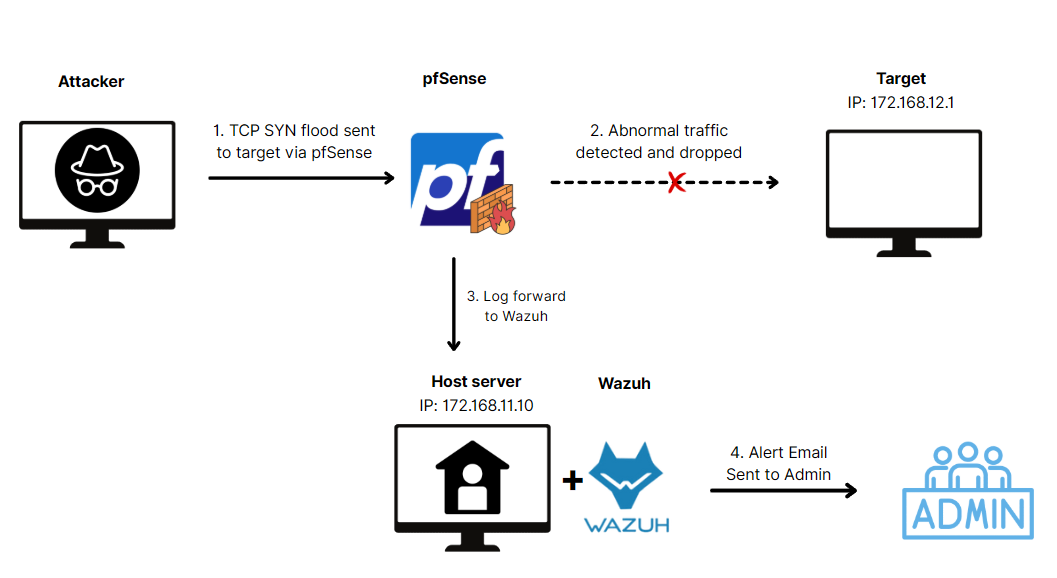 Attacker
pfSense
Target
IP: 172.168.12.1
1. TCP SYN flood sent
to target via pfSense
2. Abnormal traffic
detected and dropped
pf
3. Log forward
to Wazuh
Host server
IP: 172.168.11.10
Wazuh
+
WAZUH
4. Alert Email
Sent to Admin
ADMIN